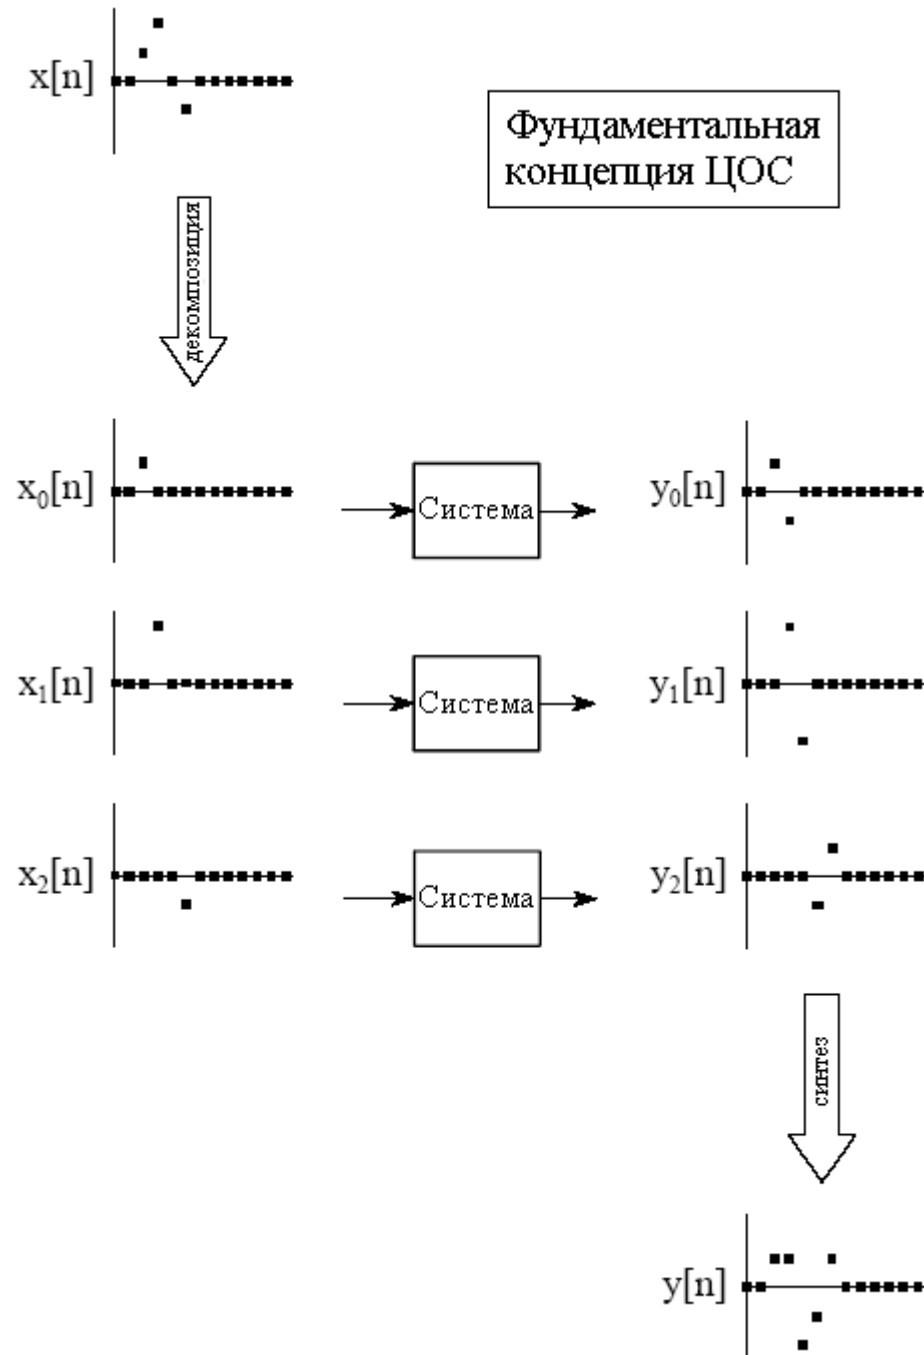 x[n]
Фундаментальная
концепция ЦОС
декомпозиция
x₀[n]
Система
y₀[n]
x₁[n]
Система
y₁[n]
x₂[n]
Система
y₂[n]
синтез
y[n]